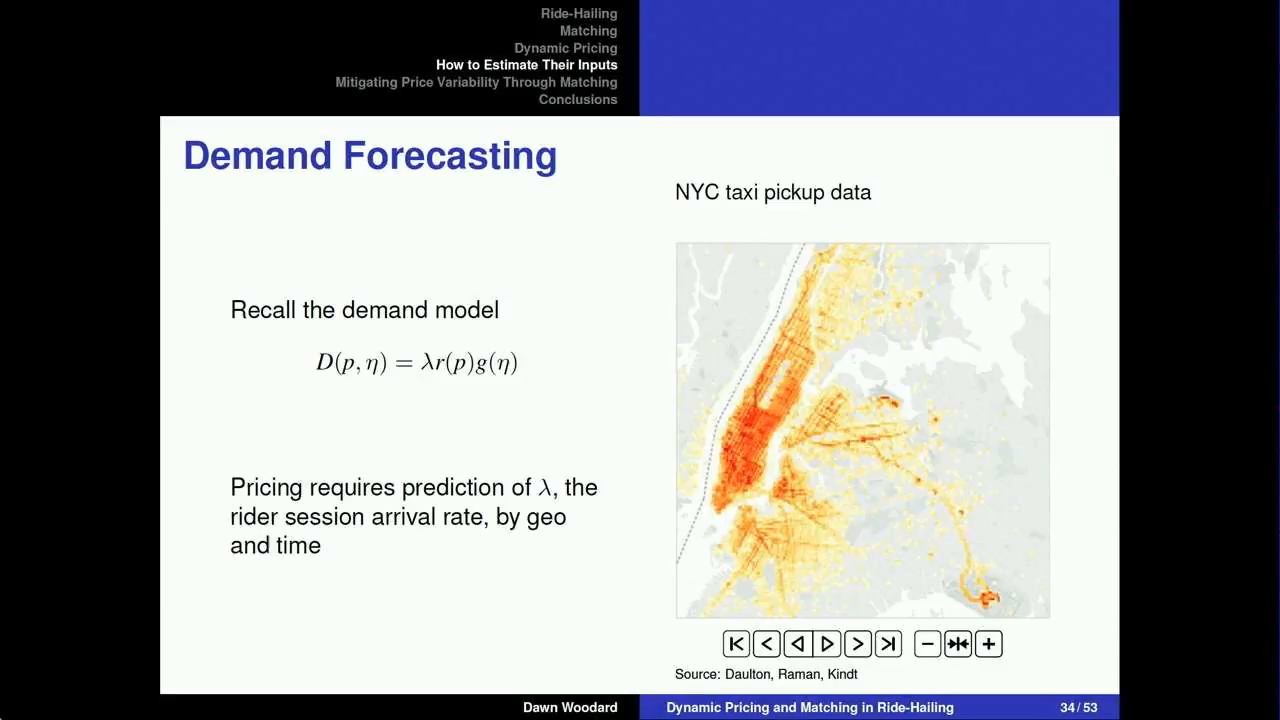 Ride-Hailing
Matching
Dynamic Pricing
How to Estimate Their Inputs
Mitigating Price Variability Through Matching
Conclusions
Demand Forecasting
NYC taxi pickup data
Recall the demand model
D(p, η) = λr(p)g(η)
Pricing requires prediction of λ, the
rider session arrival rate, by geo
and time
Source: Daulton, Raman, Kindt
Dawn Woodard
Dynamic Pricing and Matching in Ride-Hailing
34 / 53